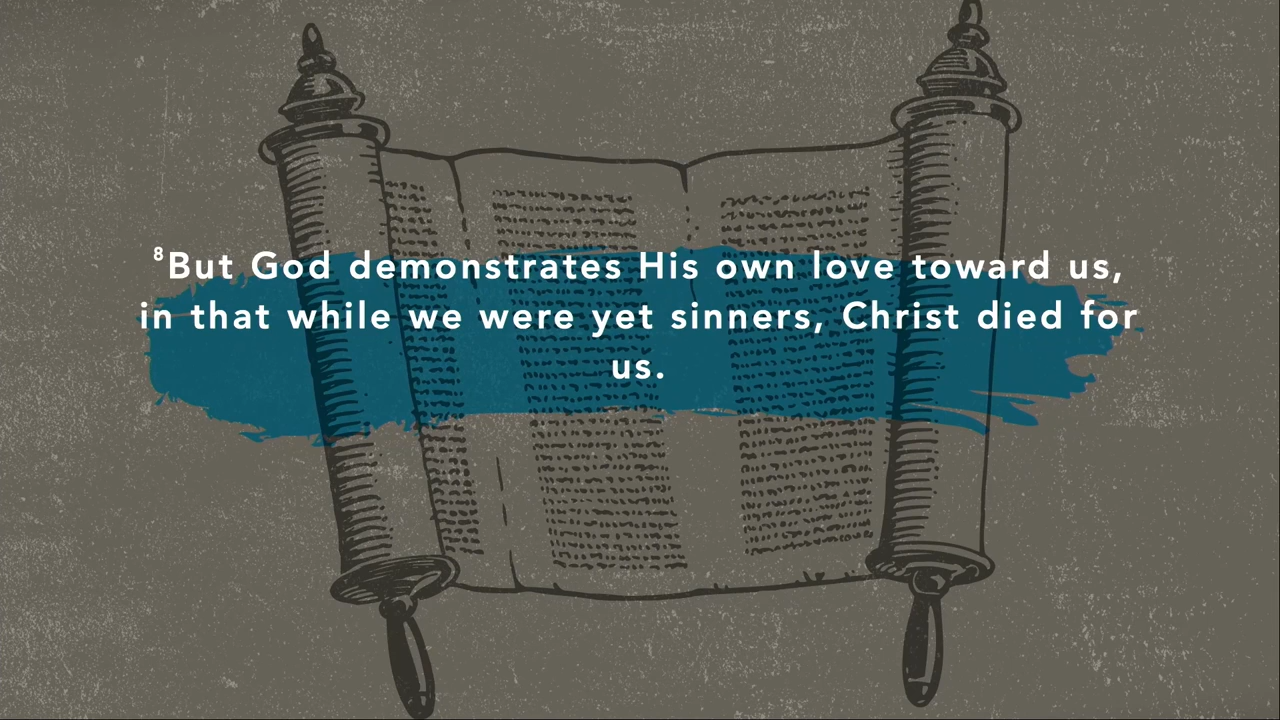 ⁸But God demonstrates His own love toward us,
in that while we were yet sinners, Christ died for
us.